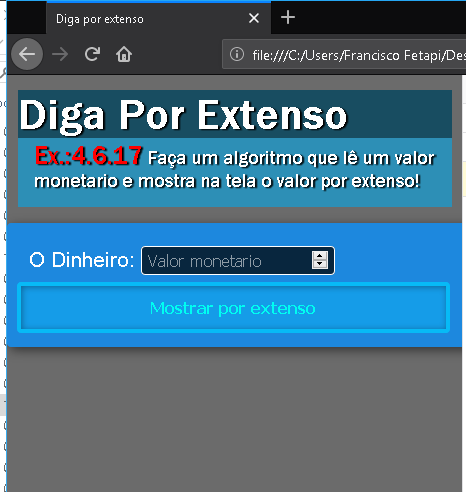 Diga por extenso
file:///C:/Users/Francisco Fetapi/Des
Diga Por Extenso
Ex.:4.6.17 Faça um algoritmo que lê um valor
monetario e mostra na tela o valor por extenso!
O Dinheiro: Valor monetario
Mostrar por extenso